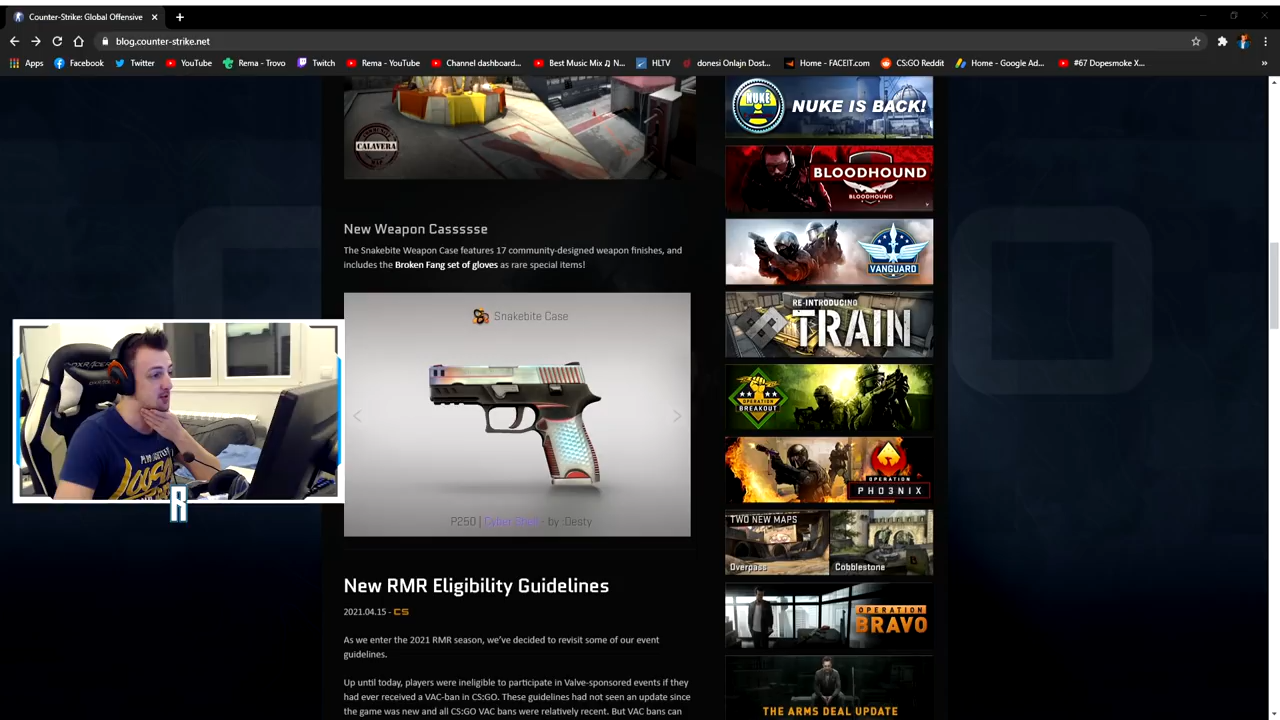 Counter-Strike: Global Offensive
blog.counter-strike.net
Apps
Facebook
Twitter
YouTube
Rema - Trovo
Twitch
Rema - YouTube
Channel dashboard...
Best Music Mix ♫ N...
HLTV
donesi Onlajn Dost...
Home - FACEIT.com
CS:GO Reddit
Home - Google Ad...
#67 Dopesmoke X...
COMMUNITY
CALAVERA
MAP
New Weapon Cassssse
The Snakebite Weapon Case features 17 community-designed weapon finishes, and
includes the Broken Fang set of gloves as rare special items!
Snakebite Case
P250 | Cyber Shell - by :Desty
R
New RMR Eligibility Guidelines
2021.04.15 - CS
As we enter the 2021 RMR season, we've decided to revisit some of our event
guidelines.
Up until today, players were ineligible to participate in Valve-sponsored events if they
had ever received a VAC-ban in CS:GO. These guidelines had not seen an update since
the game was new and all CS:GO VAC bans were relatively recent. But VAC bans can
NUKE IS BACK!
BLOODHOUND
BLOODHOUND
VANGUARD
RE-INTRODUCING
TRAIN
OPERATION
BREAKOUT
OPERATION
PHOENIX
TWO NEW MAPS
Overpass
Cobblestone
OPERATION
BRAVO
THE ARMS DEAL UPDATE